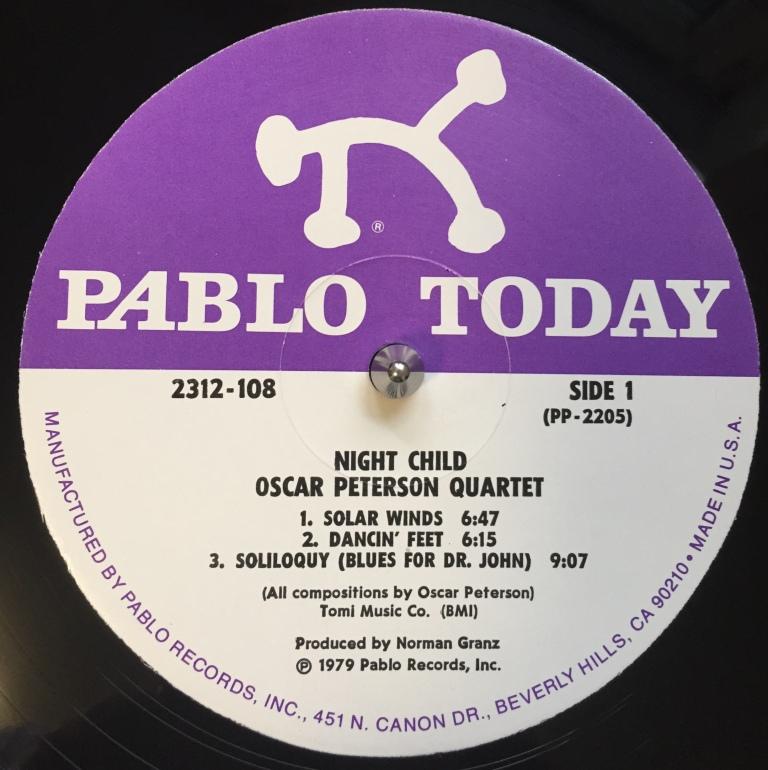 ®
PABLO TODAY
2312-108
SIDE 1
(PP-2205)
NIGHT CHILD
OSCAR PETERSON QUARTET
1. SOLAR WINDS 6:47
2. DANCIN' FEET 6:15
3. SOLILOQUY (BLUES FOR DR. JOHN) 9:07
(All compositions by Oscar Peterson)
Tomi Music Co. (BMI)
Produced by Norman Granz
℗ 1979 Pablo Records, Inc.
MANUFACTURED BY PABLO RECORDS, INC., 451 N. CANON DR., BEVERLY HILLS, CA 90210 • MADE IN U.S.A.